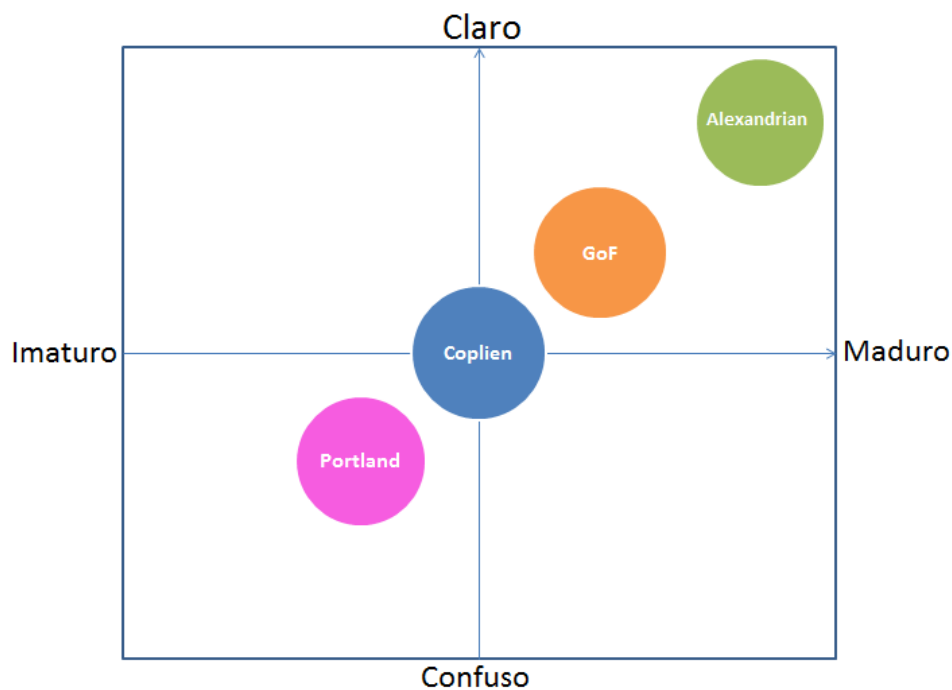 Claro
Alexandrian
GoF
Imaturo
Coplien
Maduro
Portland
Confuso